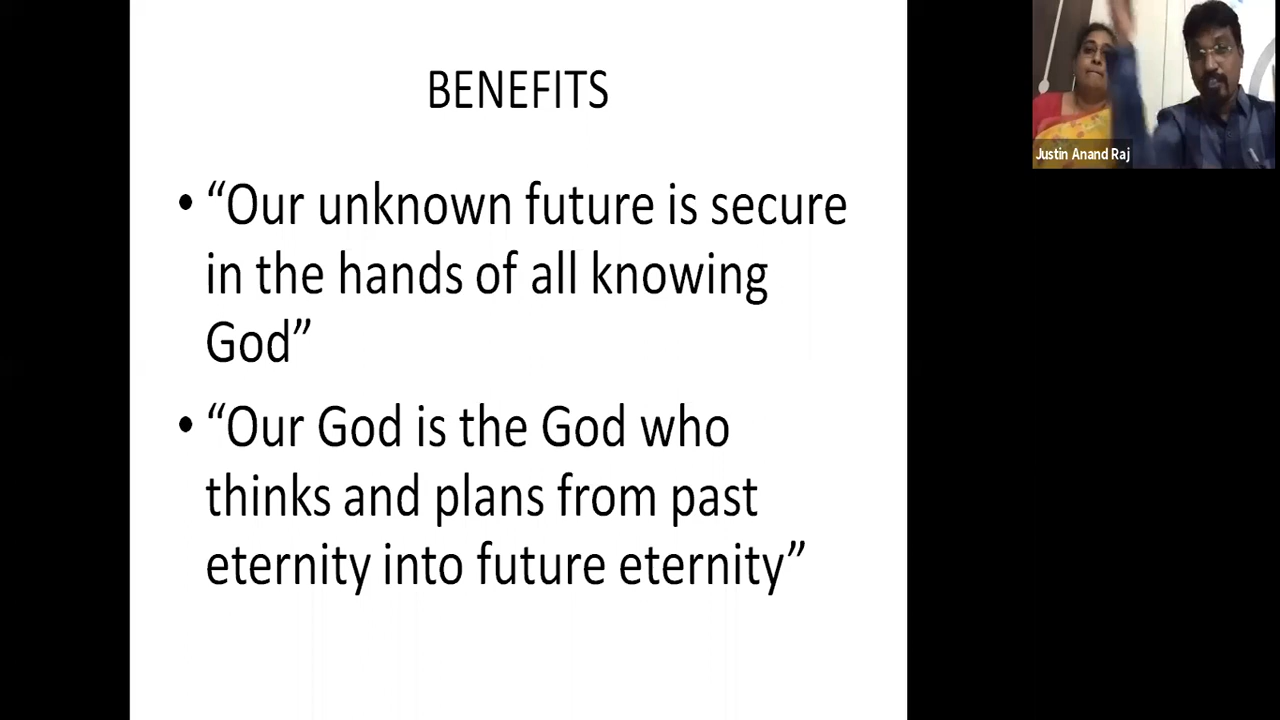 BENEFITS
• “Our unknown future is secure
in the hands of all knowing
God”
• “Our God is the God who
thinks and plans from past
eternity into future eternity”
Justin Anand Raj